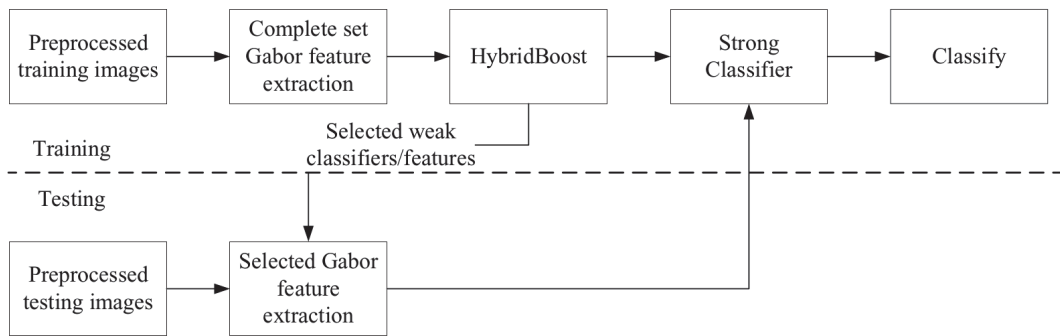 Preprocessed
training images
Complete set
Gabor feature
extraction
HybridBoost
Strong
Classifier
Classify
Selected weak
classifiers/features
Training
Testing
Preprocessed
testing images
Selected Gabor
feature
extraction